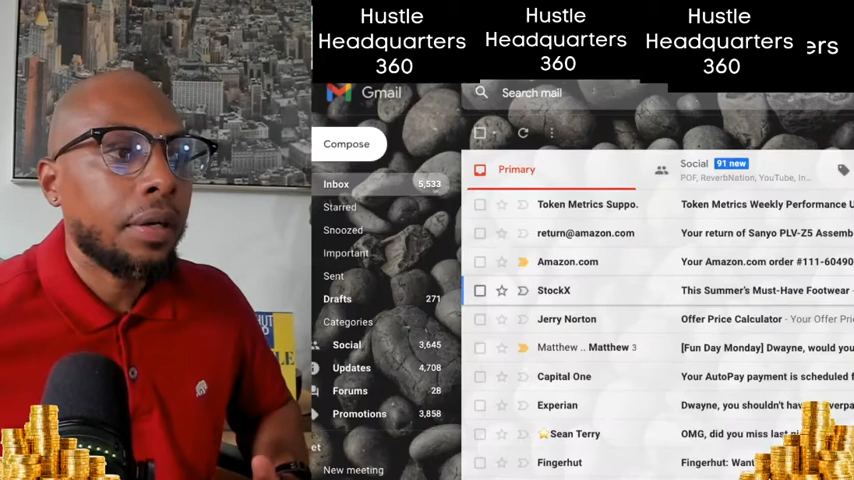 Hustle
Headquarters
360
Hustle
Headquarters
360
Hustle
Headquarters
360
ers
Gmail
Search mail
Compose
Primary
Social 91 new
POF, ReverbNation, YouTube, In...
Inbox 5,533
Starred
Snoozed
Important
Sent
Drafts 271
Categories
Social 3,645
Updates 4,708
Forums 28
Promotions 3,858
et
New meeting
Token Metrics Suppo. Token Metrics Weekly Performance U
return@amazon.com Your return of Sanyo PLV-Z5 Assemb
Amazon.com Your Amazon.com order #111-60490
StockX This Summer's Must-Have Footwear -
Jerry Norton Offer Price Calculator - Your Offer Pri
Matthew .. Matthew 3 [Fun Day Monday] Dwayne, would you
Capital One Your AutoPay payment is scheduled f
Experian Dwayne, you shouldn't hav overpa
Sean Terry OMG, did you miss last ni
Fingerhut Fingerhut: Want